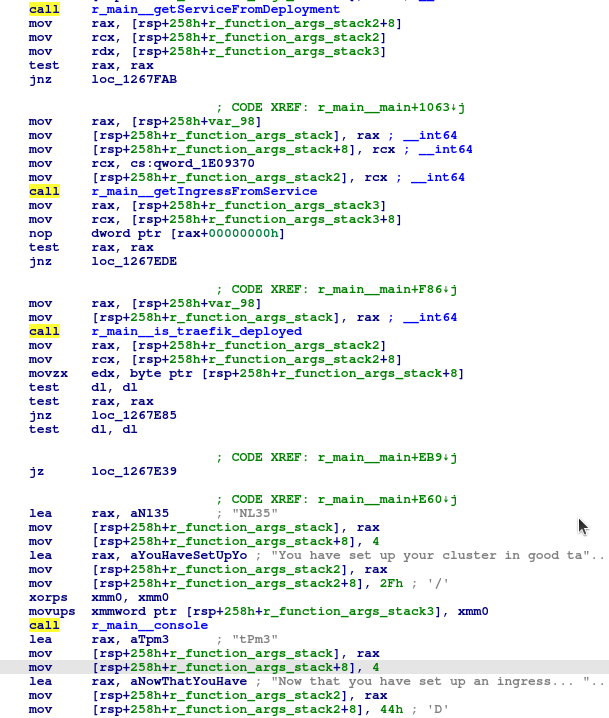 call r_main__getServiceFromDeployment
mov rax, [rsp+258h+r_function_args_stack2+8]
mov rcx, [rsp+258h+r_function_args_stack2]
mov rdx, [rsp+258h+r_function_args_stack3]
test rax, rax
jnz loc_1267FAB
; CODE XREF: r_main__main+1063↓j
mov rax, [rsp+258h+var_98]
mov [rsp+258h+r_function_args_stack], rax ; __int64
mov [rsp+258h+r_function_args_stack+8], rcx ; __int64
mov rcx, cs:qword_1E09370
mov [rsp+258h+r_function_args_stack2], rcx ; __int64
call r_main__getIngressFromService
mov rax, [rsp+258h+r_function_args_stack3]
mov rcx, [rsp+258h+r_function_args_stack3+8]
nop dword ptr [rax+00000000h]
test rax, rax
jnz loc_1267EDE
; CODE XREF: r_main__main+F86↓j
mov rax, [rsp+258h+var_98]
mov [rsp+258h+r_function_args_stack], rax ; __int64
call r_main__is_traefik_deployed
mov rax, [rsp+258h+r_function_args_stack2]
mov rcx, [rsp+258h+r_function_args_stack2+8]
movzx edx, byte ptr [rsp+258h+r_function_args_stack+8]
test dl, dl
test rax, rax
jnz loc_1267E85
test dl, dl
; CODE XREF: r_main__main+EB9↓j
jz loc_1267E39
; CODE XREF: r_main__main+E60↓j
lea rax, aNl35 ; "NL35"
mov [rsp+258h+r_function_args_stack], rax
mov [rsp+258h+r_function_args_stack+8], 4
lea rax, aYouHaveSetUpYo ; "You have set up your cluster in good ta"...
mov [rsp+258h+r_function_args_stack2], rax
mov [rsp+258h+r_function_args_stack2+8], 2Fh ; '/'
xorps xmm0, xmm0
movups xmmword ptr [rsp+258h+r_function_args_stack3], xmm0
call r_main__console
lea rax, aTpm3 ; "tPm3"
mov [rsp+258h+r_function_args_stack], rax
mov [rsp+258h+r_function_args_stack+8], 4
lea rax, aNowThatYouHave ; "Now that you have set up an ingress... "...
mov [rsp+258h+r_function_args_stack2], rax
mov [rsp+258h+r_function_args_stack2+8], 44h ; 'D'